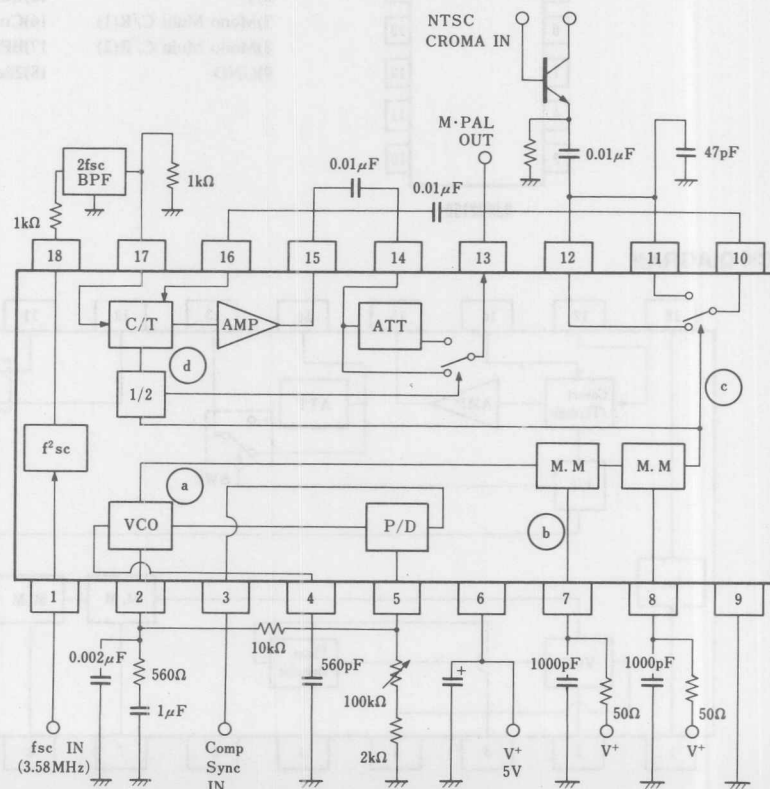 NTSC
CROMA IN
M·PAL
OUT
0.01μF
47pF
2fsc
BPF
1kΩ
1kΩ
0.01μF
0.01μF
18
17
16
15
14
13
12
11
10
C/T
AMP
ATT
d
1/2
c
f²sc
a
M.M
M.M
VCO
P/D
b
1
2
3
4
5
6
7
8
9
0.002μF
560Ω
1μF
10kΩ
560pF
100kΩ
2kΩ
+
1000pF
1000pF
50Ω
50Ω
fsc IN
(3.58MHz)
Comp
Sync
IN
V⁺
5V
V⁺
V⁺